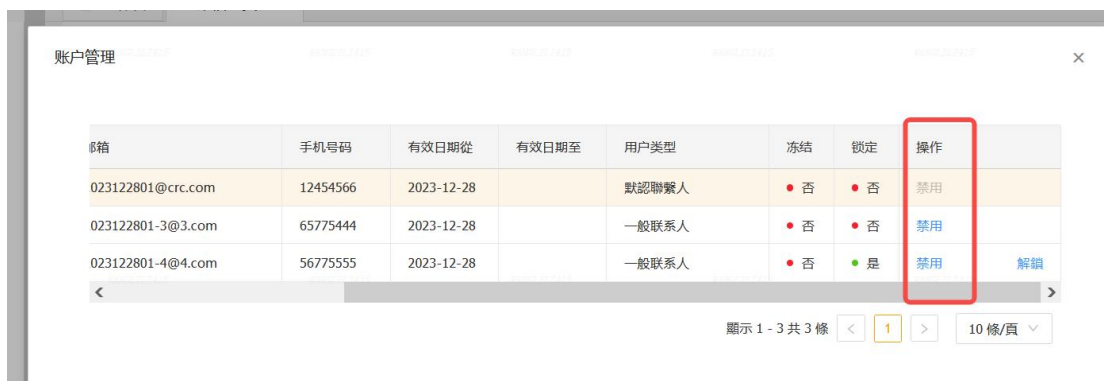 账户管理
邮箱 手机号码 有效日期從 有效日期至 用户类型 冻结 锁定 操作
023122801@crc.com 12454566 2023-12-28 默認聯繫人 否 否 禁用
023122801-3@3.com 65775444 2023-12-28 一般联系人 否 否 禁用
023122801-4@4.com 56775555 2023-12-28 一般联系人 否 是 禁用 解鎖
顯示 1 - 3 共 3 條 < 1 > 10 條/頁